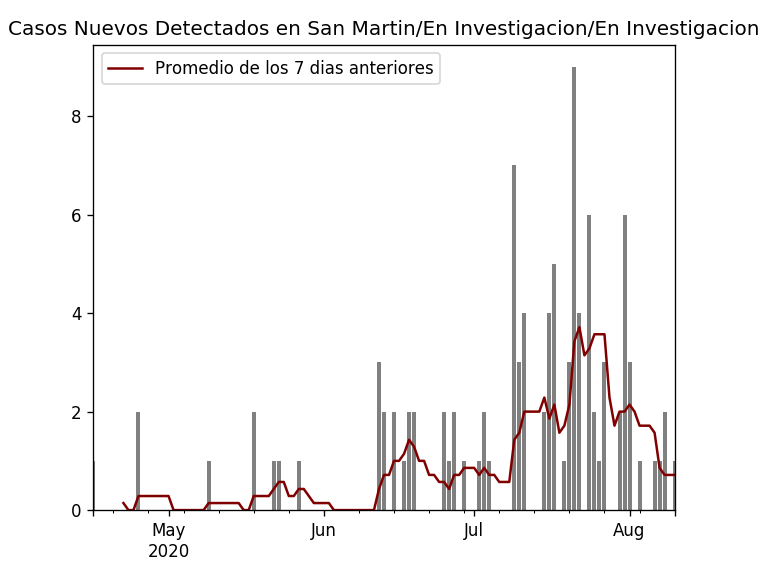 Casos Nuevos Detectados en San Martin/En Investigacion/En Investigacion
Promedio de los 7 dias anteriores
8
6
4
2
0
May Jun Jul Aug
2020